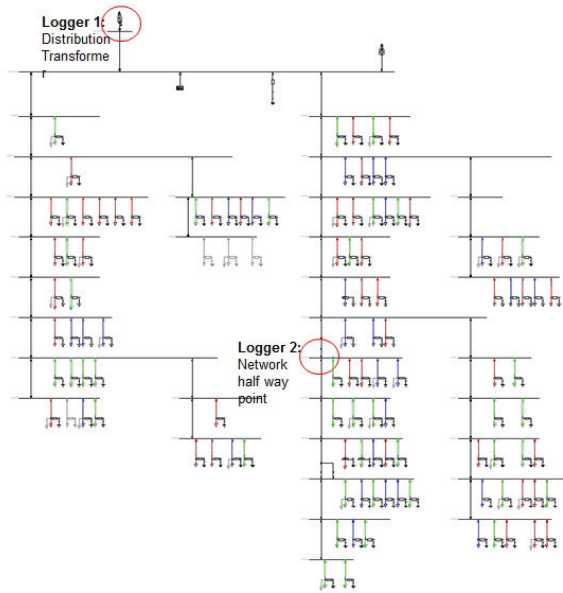 Logger 1:
Distribution
Transforme
r
Logger 2:
Network
half way
point